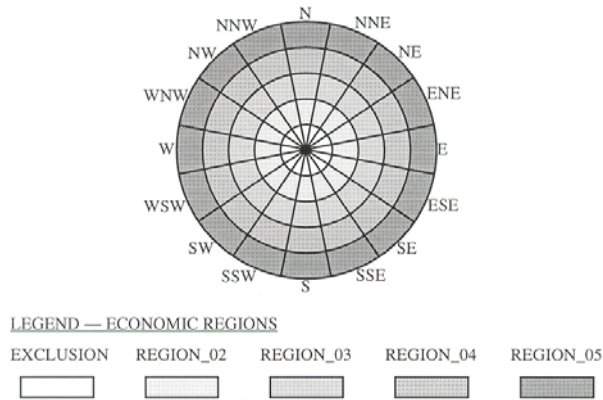 N
NNW NNE
NW NE
WNW ENE
W E
WSW ESE
SW SE
SSW SSE
S
LEGEND — ECONOMIC REGIONS
EXCLUSION REGION_02 REGION_03 REGION_04 REGION_05